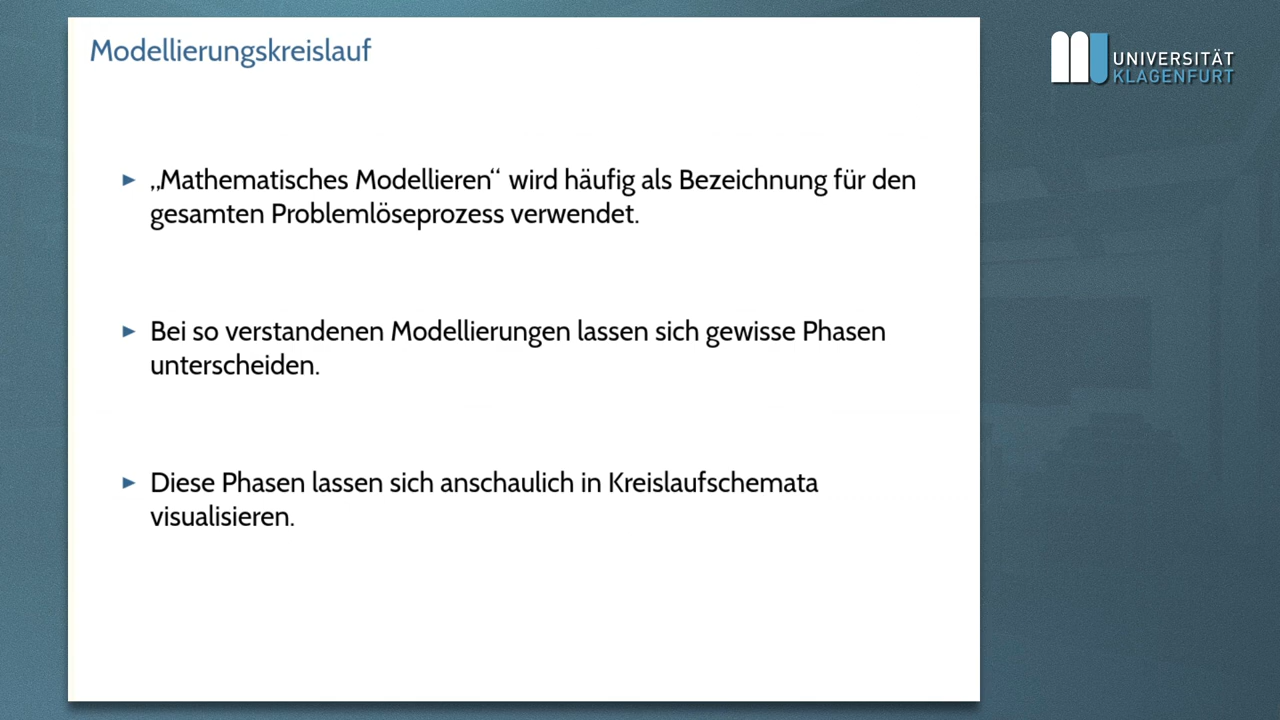 Modellierungskreislauf
UNIVERSITÄT
KLAGENFURT
► „Mathematisches Modellieren“ wird häufig als Bezeichnung für den
gesamten Problemlöseprozess verwendet.
► Bei so verstandenen Modellierungen lassen sich gewisse Phasen
unterscheiden.
► Diese Phasen lassen sich anschaulich in Kreislaufschemata
visualisieren.